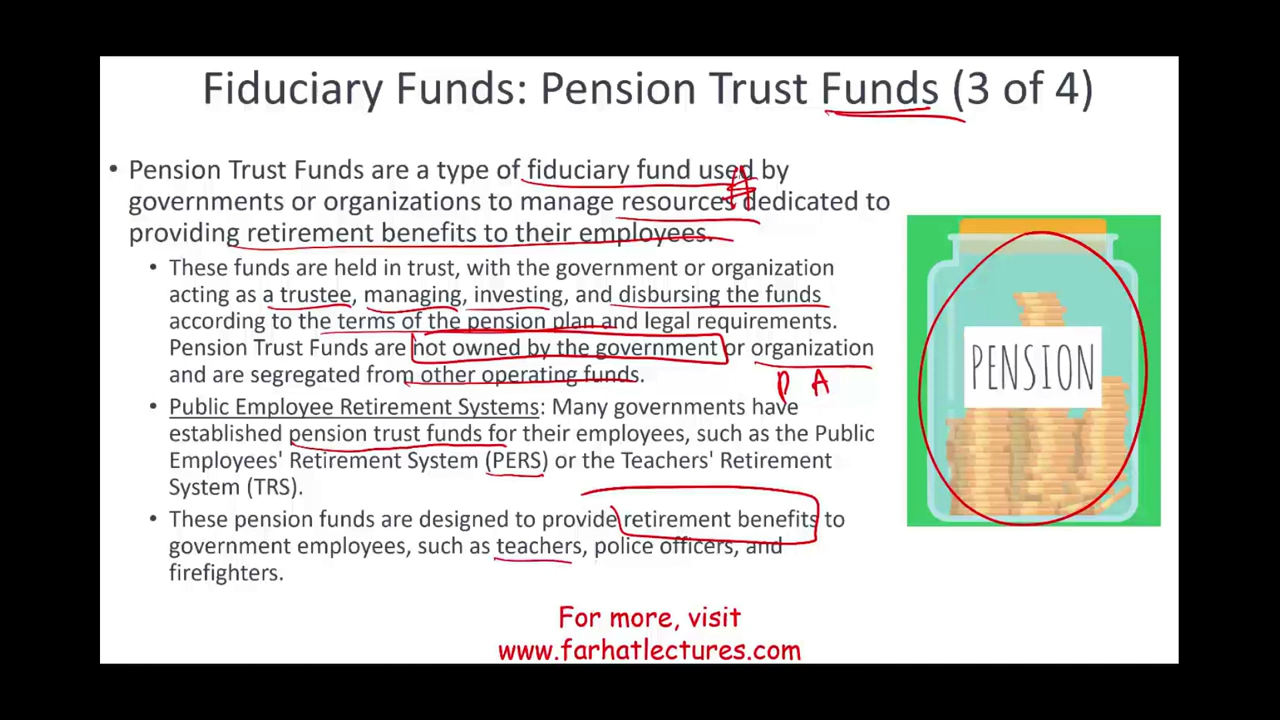 Fiduciary Funds: Pension Trust Funds (3 of 4)
• Pension Trust Funds are a type of fiduciary fund used by
governments or organizations to manage resources dedicated to
providing retirement benefits to their employees.
• These funds are held in trust, with the government or organization
acting as a trustee, managing, investing, and disbursing the funds
according to the terms of the pension plan and legal requirements.
Pension Trust Funds are not owned by the government or organization
and are segregated from other operating funds.
P A
• Public Employee Retirement Systems: Many governments have
established pension trust funds for their employees, such as the Public
Employees' Retirement System (PERS) or the Teachers' Retirement
System (TRS).
• These pension funds are designed to provide retirement benefits to
government employees, such as teachers, police officers, and
firefighters.
PENSION
For more, visit
www.farhatlectures.com